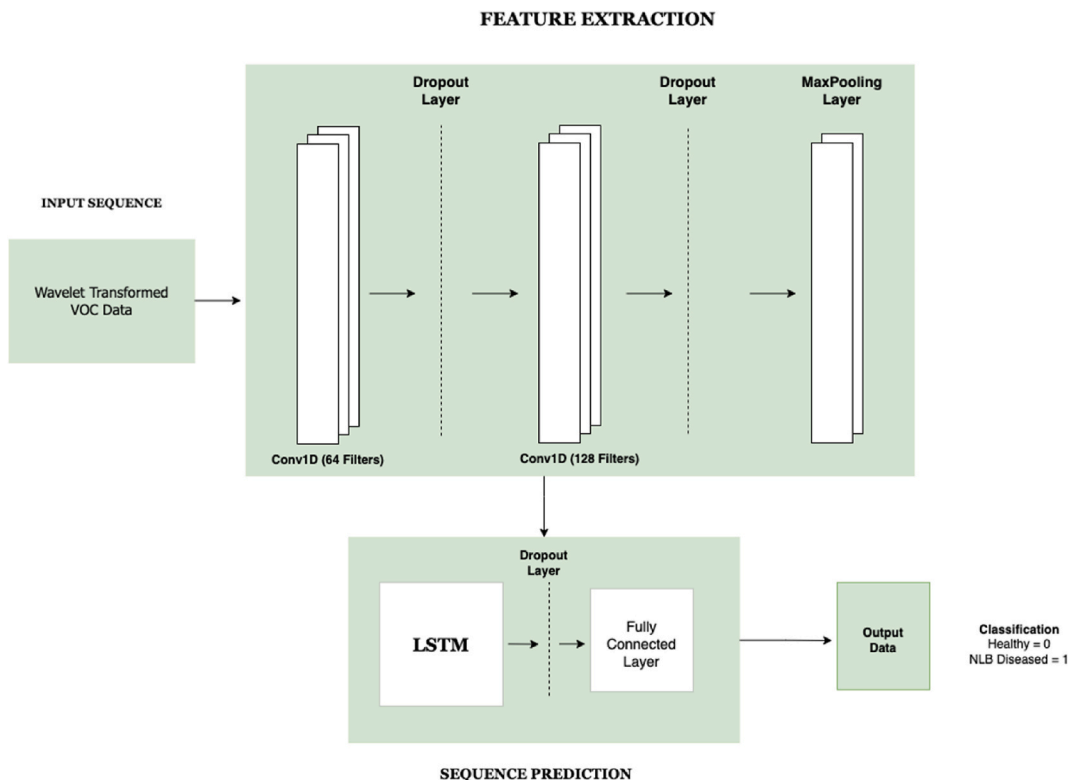 FEATURE EXTRACTION
Dropout
Layer
Dropout
Layer
MaxPooling
Layer
INPUT SEQUENCE
Wavelet Transformed
VOC Data
Conv1D (64 Filters)
Conv1D (128 Filters)
Dropout
Layer
LSTM
Fully
Connected
Layer
Output
Data
Classification
Healthy = 0
NLB Diseased = 1
SEQUENCE PREDICTION